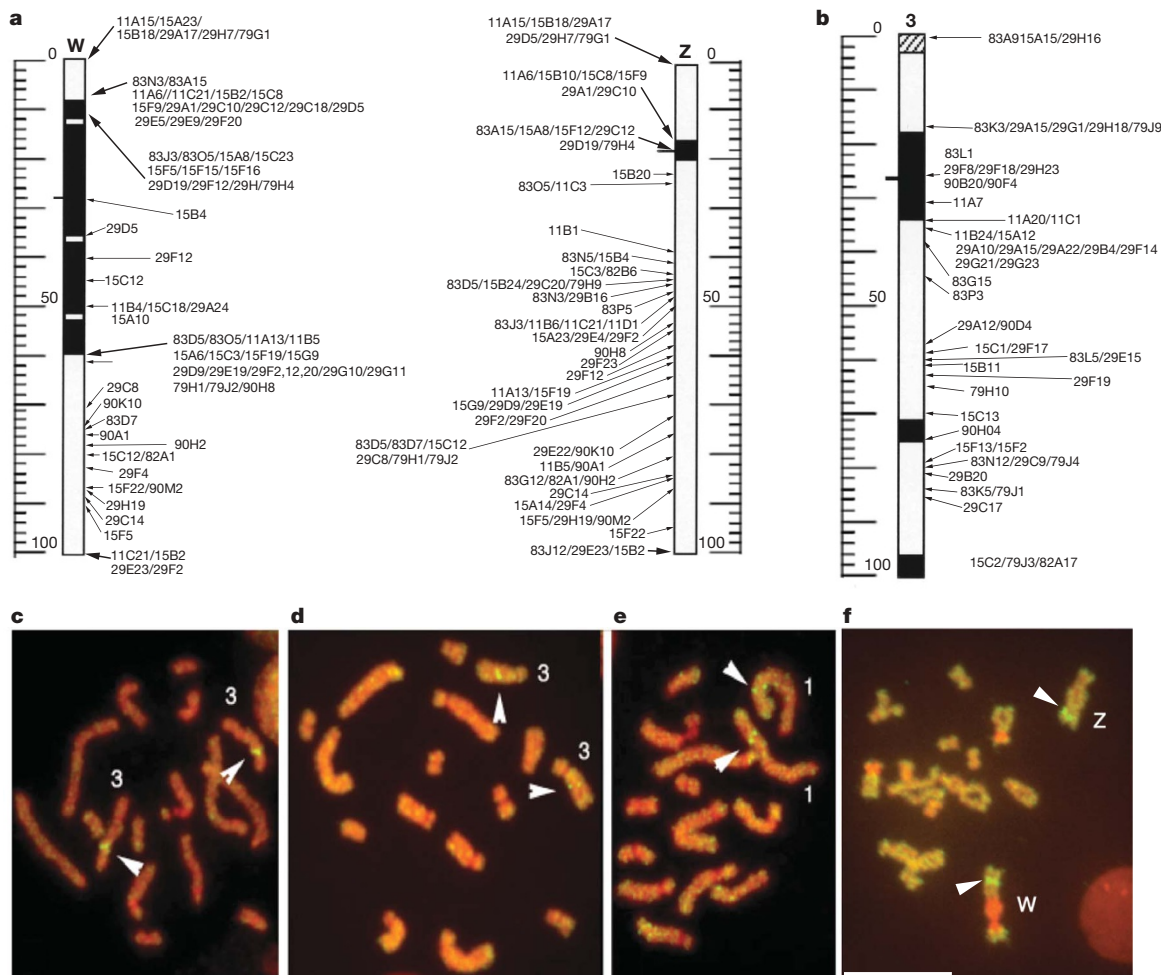 a
W
11A15/15A23/
15B18/29A17/29H7/79G1
0
83N3/83A15
11A6//11C21/15B2/15C8
15F9/29A1/29C10/29C12/29C18/29D5
29E5/29E9/29F20
83J3/83O5/15A8/15C23
15F5/15F15/15F16
29D19/29F12/29H/79H4
15B4
29D5
29F12
15C12
50
11B4/15C18/29A24
15A10
83D5/83O5/11A13/11B5
15A6/15C3/15F19/15G9
29D9/29E19/29F2,12,20/29G10/29G11
79H1/79J2/90H8
29C8
90K10
83D7
90A1
90H2
15C12/82A1
29F4
15F22/90M2
29H19
29C14
15F5
100
11C21/15B2
29E23/29F2
11A15/15B18/29A17
29D5/29H7/79G1
Z
0
11A6/15B10/15C8/15F9
29A1/29C10
83A15/15A8/15F12/29C12
29D19/79H4
15B20
83O5/11C3
11B1
83N5/15B4
15C3/82B6
83D5/15B24/29C20/79H9
83N3/29B16
50
83P5
83J3/11B6/11C21/11D1
15A23/29E4/29F2
90H8
29F23
29F12
11A13/15F19
15G9/29D9/29E19
29F2/29F20
83D5/83D7/15C12
29C8/79H1/79J2
29E22/90K10
11B5/90A1
83G12/82A1/90H2
29C14
15A14/29F4
15F5/29H19/90M2
15F22
83J12/29E23/15B2
100
b
3
0
83A915A15/29H16
83K3/29A15/29G1/29H18/79J9
83L1
29F8/29F18/29H23
90B20/90F4
11A7
11A20/11C1
11B24/15A12
29A10/29A15/29A22/29B4/29F14
29G21/29G23
83G15
83P3
50
29A12/90D4
15C1/29F17
83L5/29E15
15B11
29F19
79H10
15C13
90H04
15F13/15F2
83N12/29C9/79J4
29B20
83K5/79J1
29C17
15C2/79J3/82A17
100
c
3
3
d
3
3
e
1
1
f
Z
W